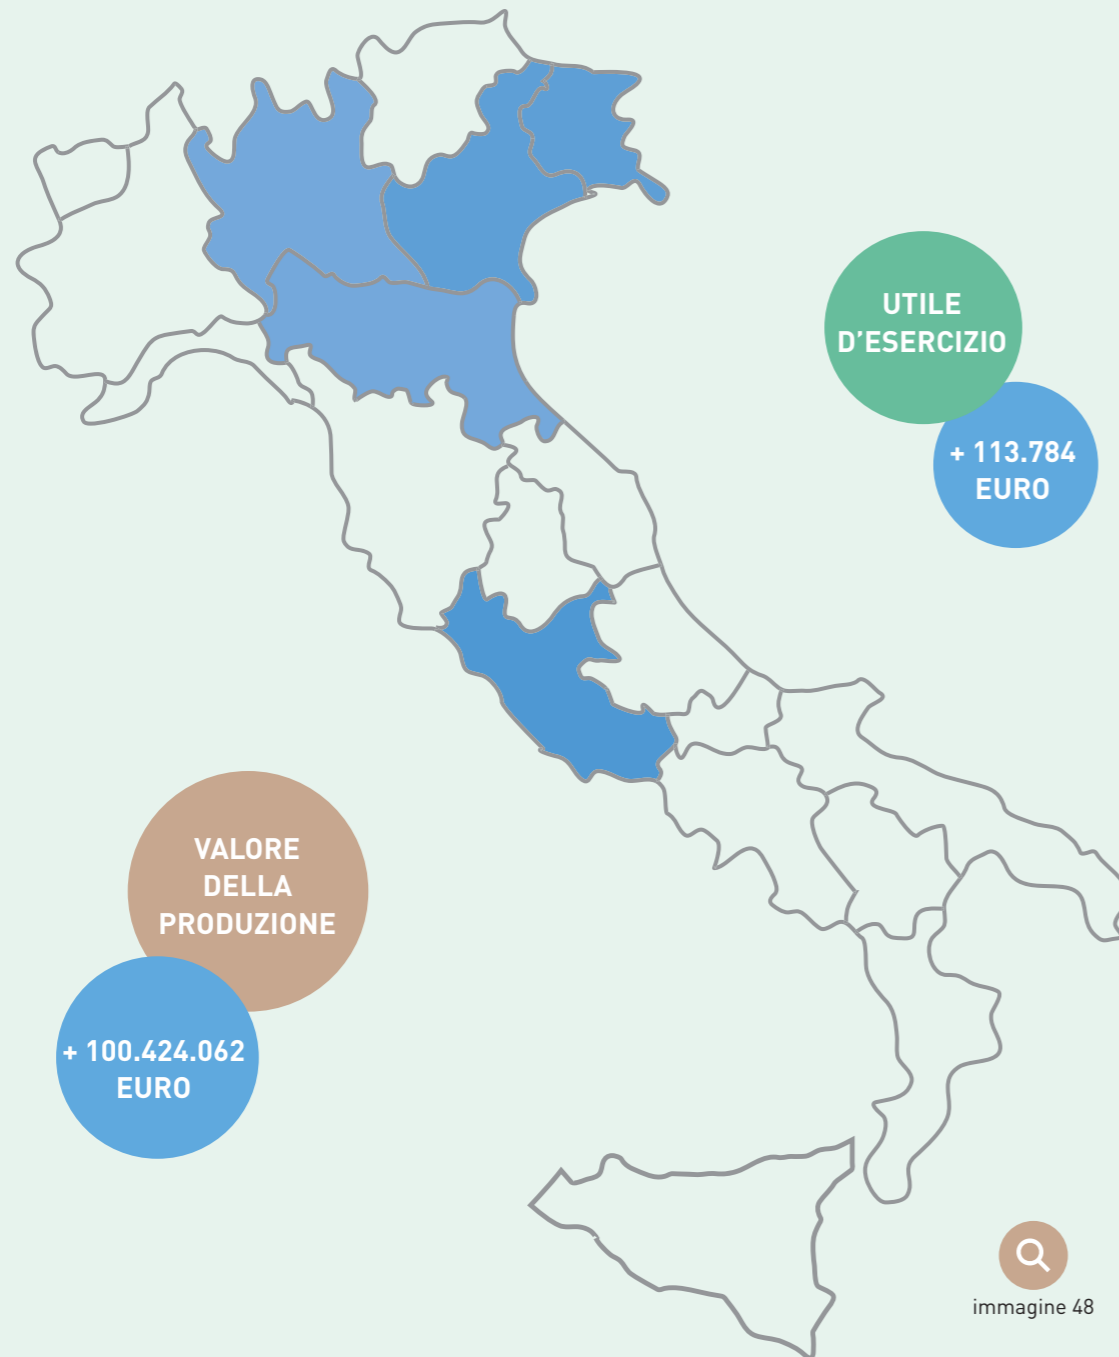 UTILE
D'ESERCIZIO
+ 113.784
EURO
VALORE
DELLA
PRODUZIONE
+ 100.424.062
EURO
immagine 48